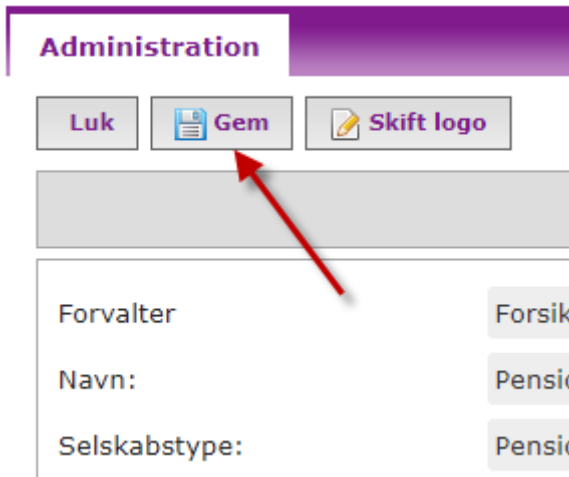 Administration
Luk Gem Skift logo
Forvalter
Navn:
Selskabstype: